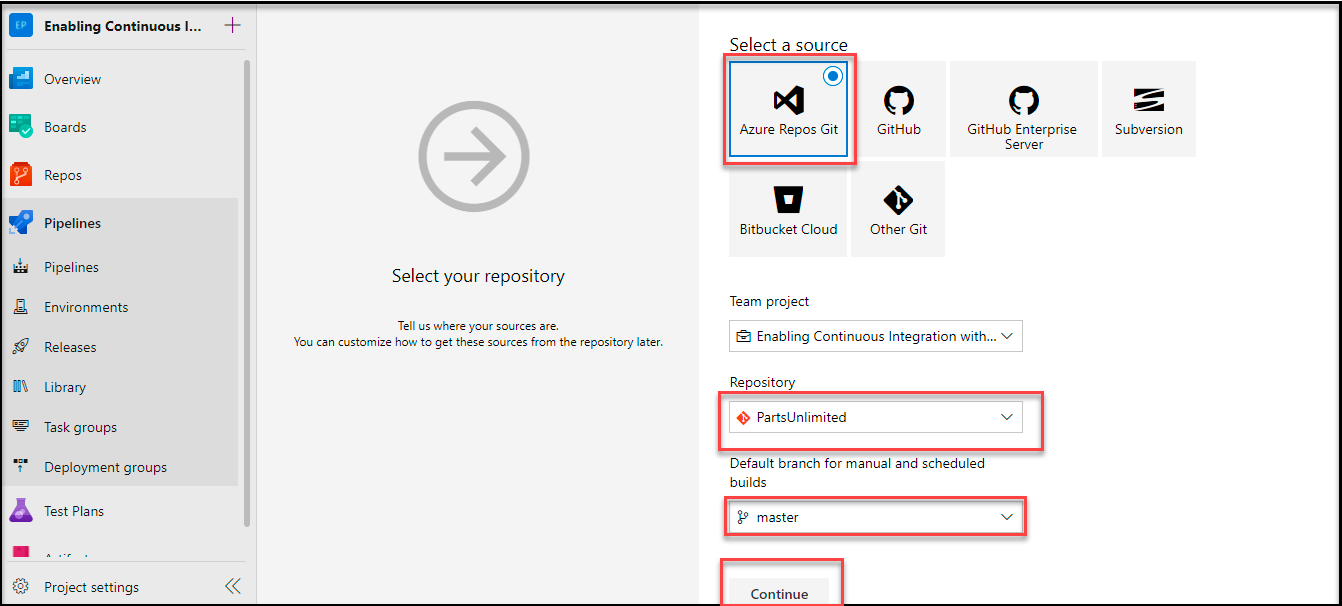 EP
Enabling Continuous I...
Overview
Boards
Repos
Pipelines
Pipelines
Environments
Releases
Library
Task groups
Deployment groups
Test Plans
Project settings
Select your repository
Tell us where your sources are.
You can customize how to get these sources from the repository later.
Select a source
Azure Repos Git
GitHub
GitHub Enterprise
Server
Subversion
Bitbucket Cloud
Other Git
Team project
Enabling Continuous Integration with...
Repository
PartsUnlimited
Default branch for manual and scheduled
builds
master
Continue